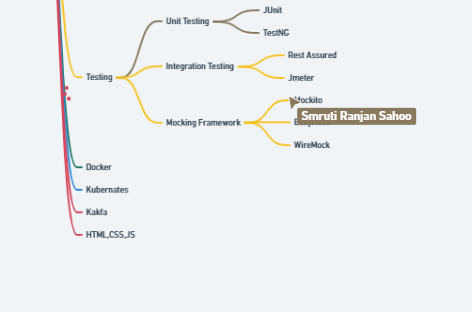 JUnit
Unit Testing
TestNG
Rest Assured
Testing
Integration Testing
Jmeter
Mockito
Smruti Ranjan Sahoo
Mocking Framework
WireMock
Docker
Kubernates
Kakfa
HTML,CSS,JS